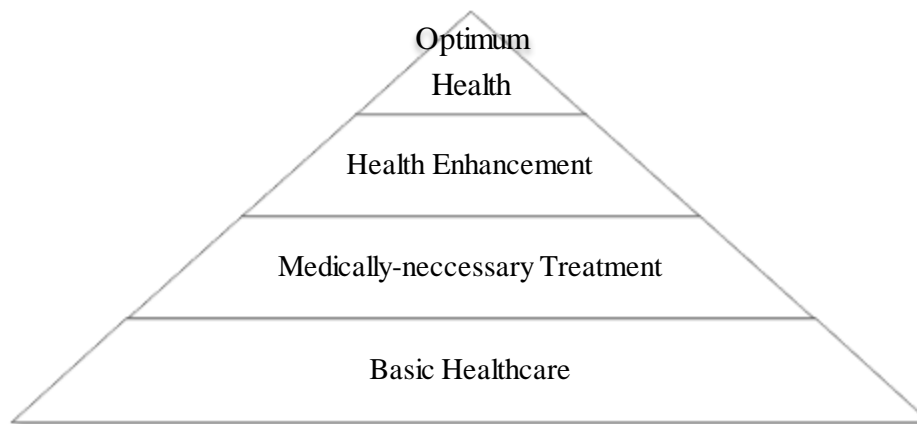 Optimum
Health
Health Enhancement
Medically-neccessary Treatment
Basic Healthcare